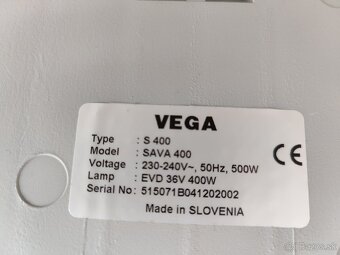 VEGA
Type : S 400
Model : SAVA 400
Voltage : 230-240V~, 50Hz, 500W
Lamp : EVD 36V 400W
Serial No: 515071B041202002
Made in SLOVENIA
CE